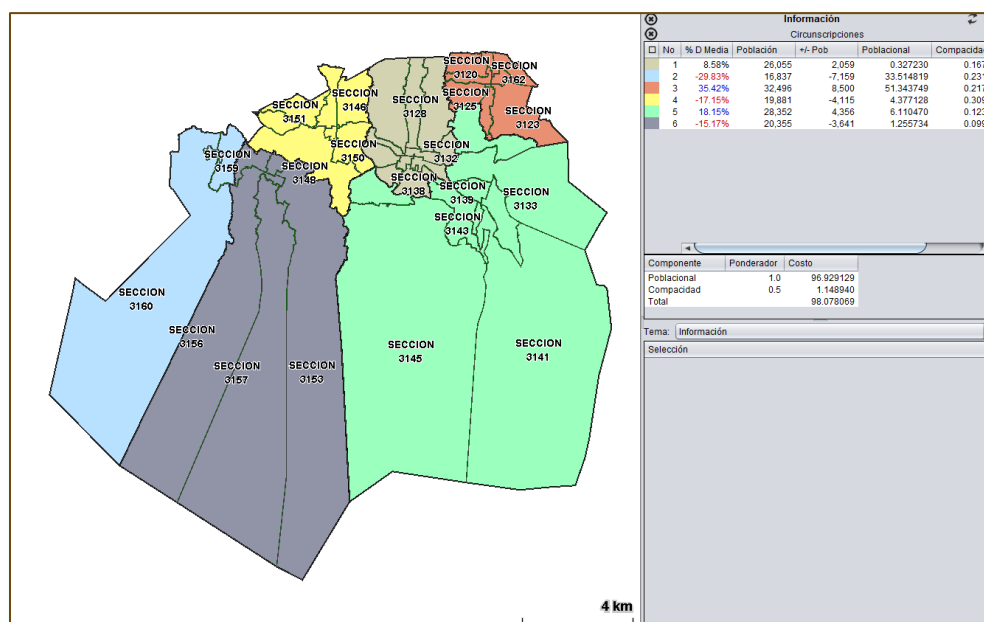 Información
Circunscripciones
No % D Media Población +/- Pob Poblacional Compacidad
1 8.58% 26,055 2,059 0.327230 0.167
2 -29.83% 16,837 -7,159 33.514819 0.231
3 35.42% 32,496 8,500 51.343749 0.217
4 -17.15% 19,881 -4,115 4.377128 0.309
5 18.15% 28,352 4,356 6.110470 0.123
6 -15.17% 20,355 -3,641 1.255734 0.099
Componente Ponderador Costo
Poblacional 1.0 96.929129
Compacidad 0.5 1.148940
Total 98.078069
Tema: Información
Selección
SECCION
3120
SECCION
3162
SECCION
3146
SECCION
3151
SECCION
3128
SECCION
3125
SECCION
3123
SECCION
3150
SECCION
3132
SECCION
3159
SECCION
3148
SECCION
3138
SECCION
3139
SECCION
3133
SECCION
3143
SECCION
3160
SECCION
3156
SECCION
3157
SECCION
3153
SECCION
3145
SECCION
3141
4 km